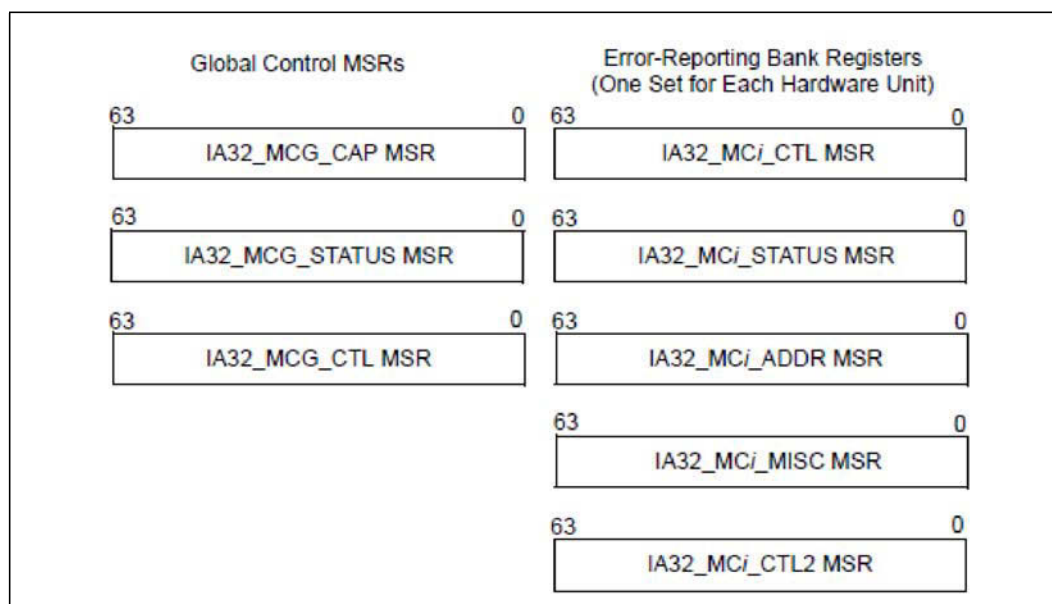 Global Control MSRs
63 0
IA32_MCG_CAP MSR
63 0
IA32_MCG_STATUS MSR
63 0
IA32_MCG_CTL MSR
Error-Reporting Bank Registers
(One Set for Each Hardware Unit)
63 0
IA32_MCi_CTL MSR
63 0
IA32_MCi_STATUS MSR
63 0
IA32_MCi_ADDR MSR
63 0
IA32_MCi_MISC MSR
63 0
IA32_MCi_CTL2 MSR